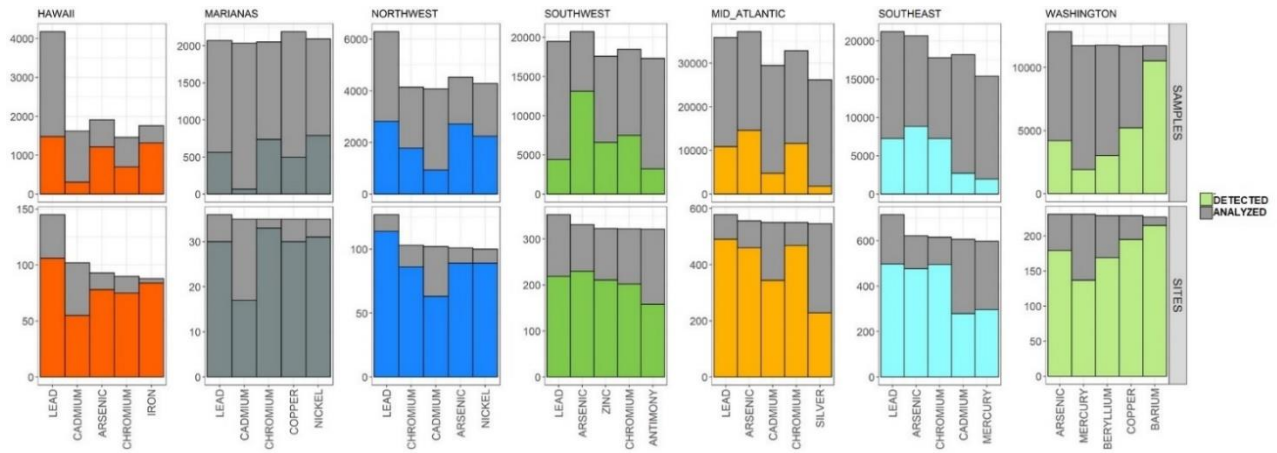 HAWAII
MARIANAS
NORTHWEST
SOUTHWEST
MID_ATLANTIC
SOUTHEAST
WASHINGTON
4000
3000
2000
1000
0
2000
1500
1000
500
0
6000
4000
2000
0
20000
15000
10000
5000
0
30000
20000
10000
0
20000
15000
10000
5000
0
10000
5000
0
SAMPLES
150
100
50
0
30
20
10
0
100
50
0
300
200
100
0
600
400
200
0
600
400
200
0
200
150
100
50
0
SITES
DETECTED
ANALYZED
LEAD
CADMIUM
ARSENIC
CHROMIUM
IRON
LEAD
CADMIUM
CHROMIUM
COPPER
NICKEL
LEAD
CHROMIUM
CADMIUM
ARSENIC
NICKEL
LEAD
ARSENIC
ZINC
CHROMIUM
ANTIMONY
LEAD
ARSENIC
CADMIUM
CHROMIUM
SILVER
LEAD
ARSENIC
CHROMIUM
CADMIUM
MERCURY
ARSENIC
MERCURY
BERYLLIUM
COPPER
BARIUM